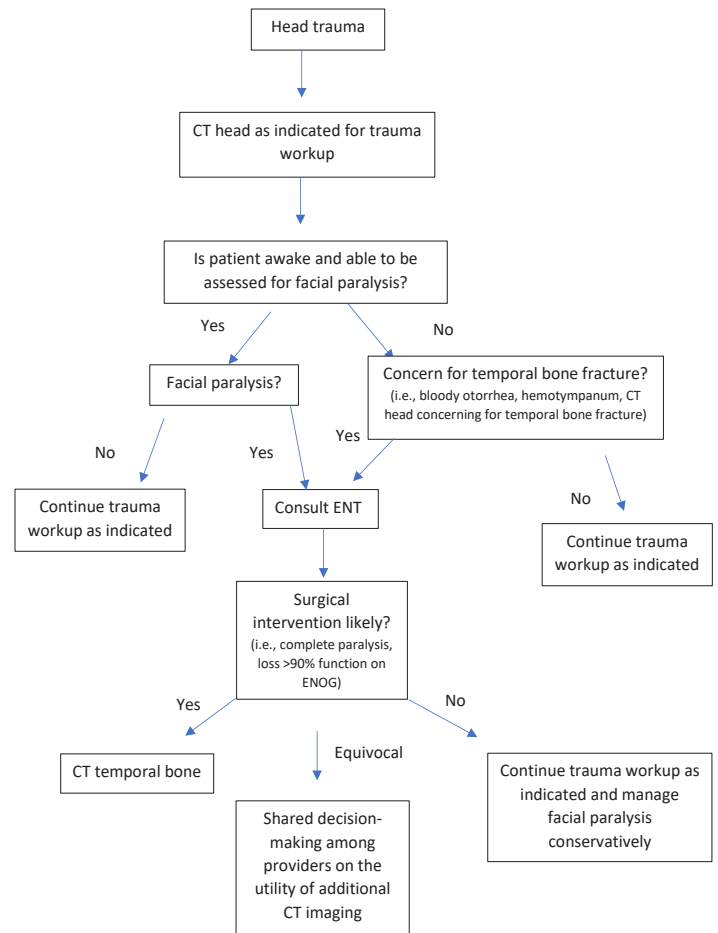 Head trauma
CT head as indicated for trauma
workup
Is patient awake and able to be
assessed for facial paralysis?
Yes
No
Facial paralysis?
Concern for temporal bone fracture?
(i.e., bloody otorrhea, hemotympanum, CT
head concerning for temporal bone fracture)
No
Yes
Yes
No
Continue trauma
workup as indicated
Consult ENT
Continue trauma
workup as indicated
Surgical
intervention likely?
(i.e., complete paralysis,
loss >90% function on
ENOG)
Yes
No
Equivocal
CT temporal bone
Continue trauma workup as
indicated and manage
facial paralysis
conservatively
Shared decision-
making among
providers on the
utility of additional
CT imaging